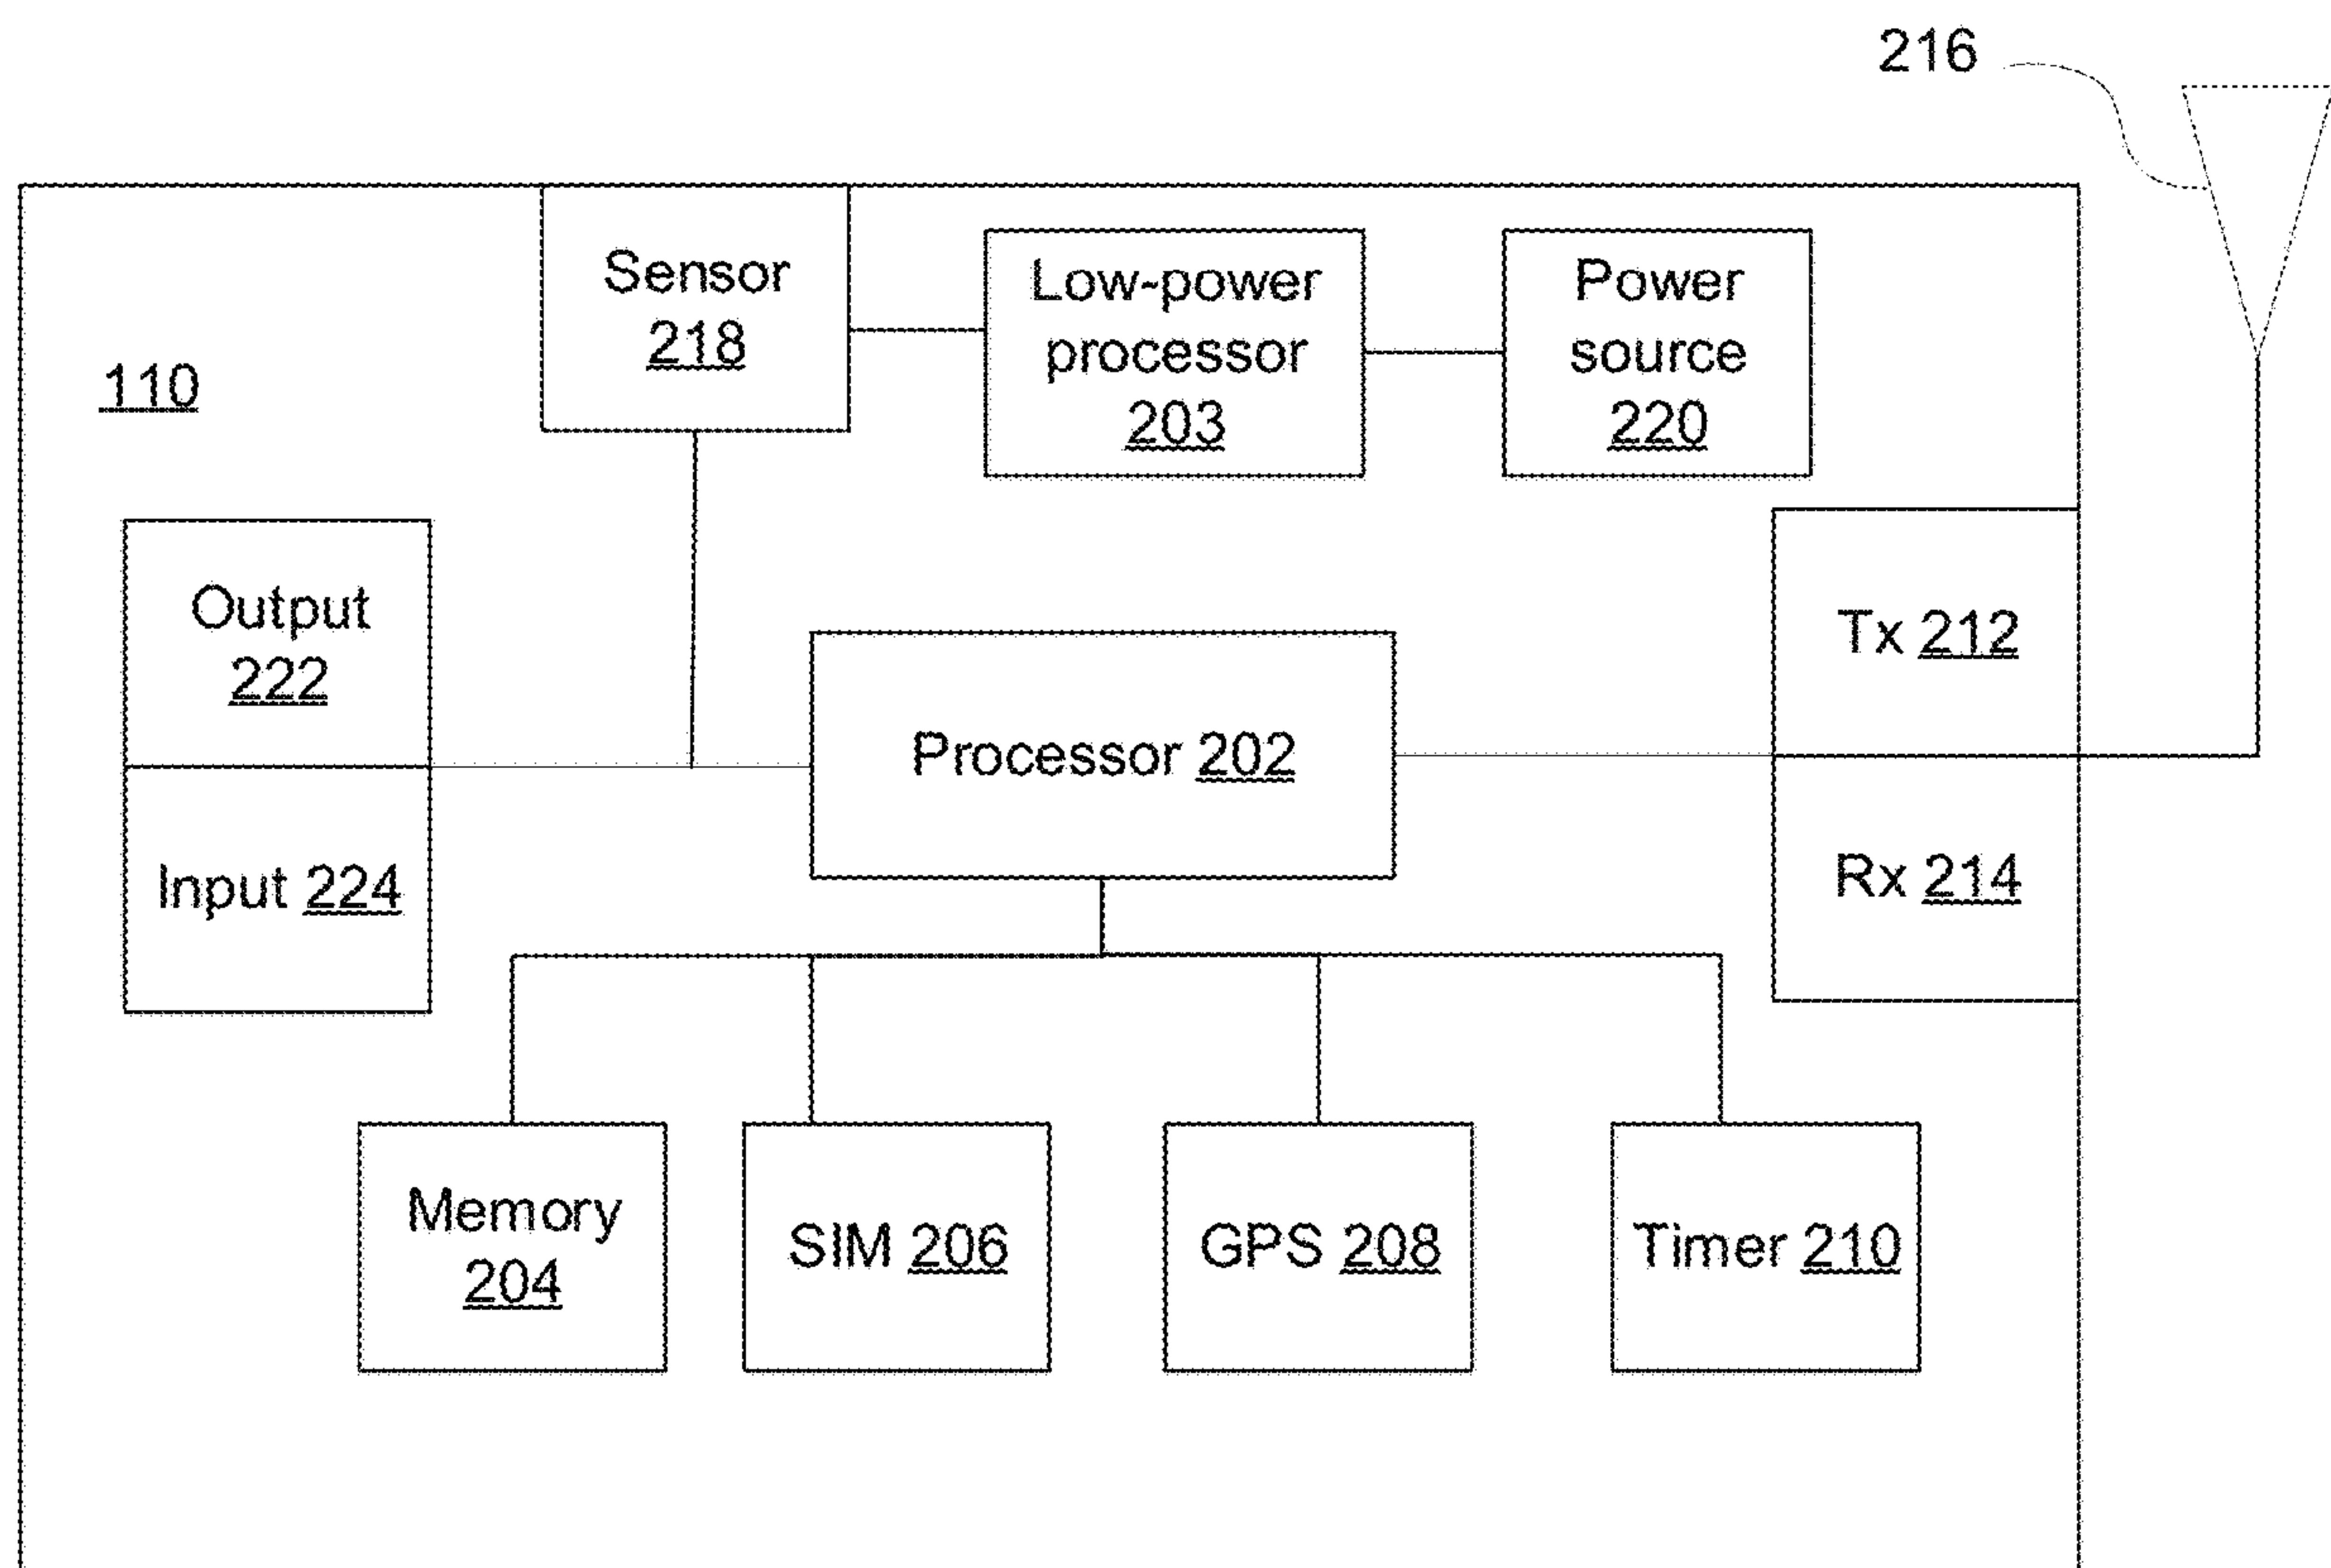 216
Sensor
218
Low-power
processor
203
Power
source
220
110
Output
222
Tx 212
Processor 202
Input 224
Rx 214
Memory
204
SIM 206
GPS 208
Timer 210